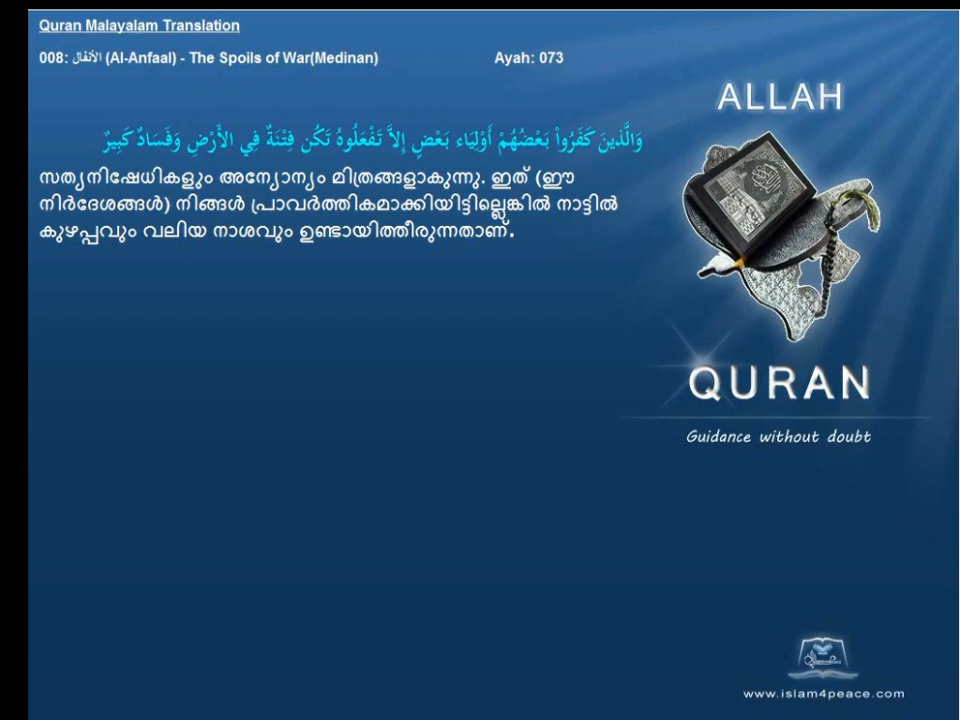 Quran Malayalam Translation
008: الأنفال (Al-Anfaal) - The Spoils of War(Medinan) Ayah: 073
ALLAH
وَالَّذينَ كَفَرُواْ بَعْضُهُمْ أَوْلِيَاء بَعْضٍ إِلاَّ تَفْعَلُوهُ تَكُن فِتْنَةٌ فِي الأَرْضِ وَفَسَادٌ كَبِيرٌ
സത്യനിഷേധികളും അന്യോന്യം മിത്രങ്ങളാകുന്നു. ഇത് (ഈ
നിര്‍ദേശങ്ങള്‍) നിങ്ങള്‍ പ്രാവര്‍ത്തികമാക്കിയിട്ടില്ലെങ്കില്‍ നാട്ടില്‍
കുഴപ്പവും വലിയ നാശവും ഉണ്ടായിത്തീരുന്നതാണ്‌.
QURAN
Guidance without doubt
www.islam4peace.com